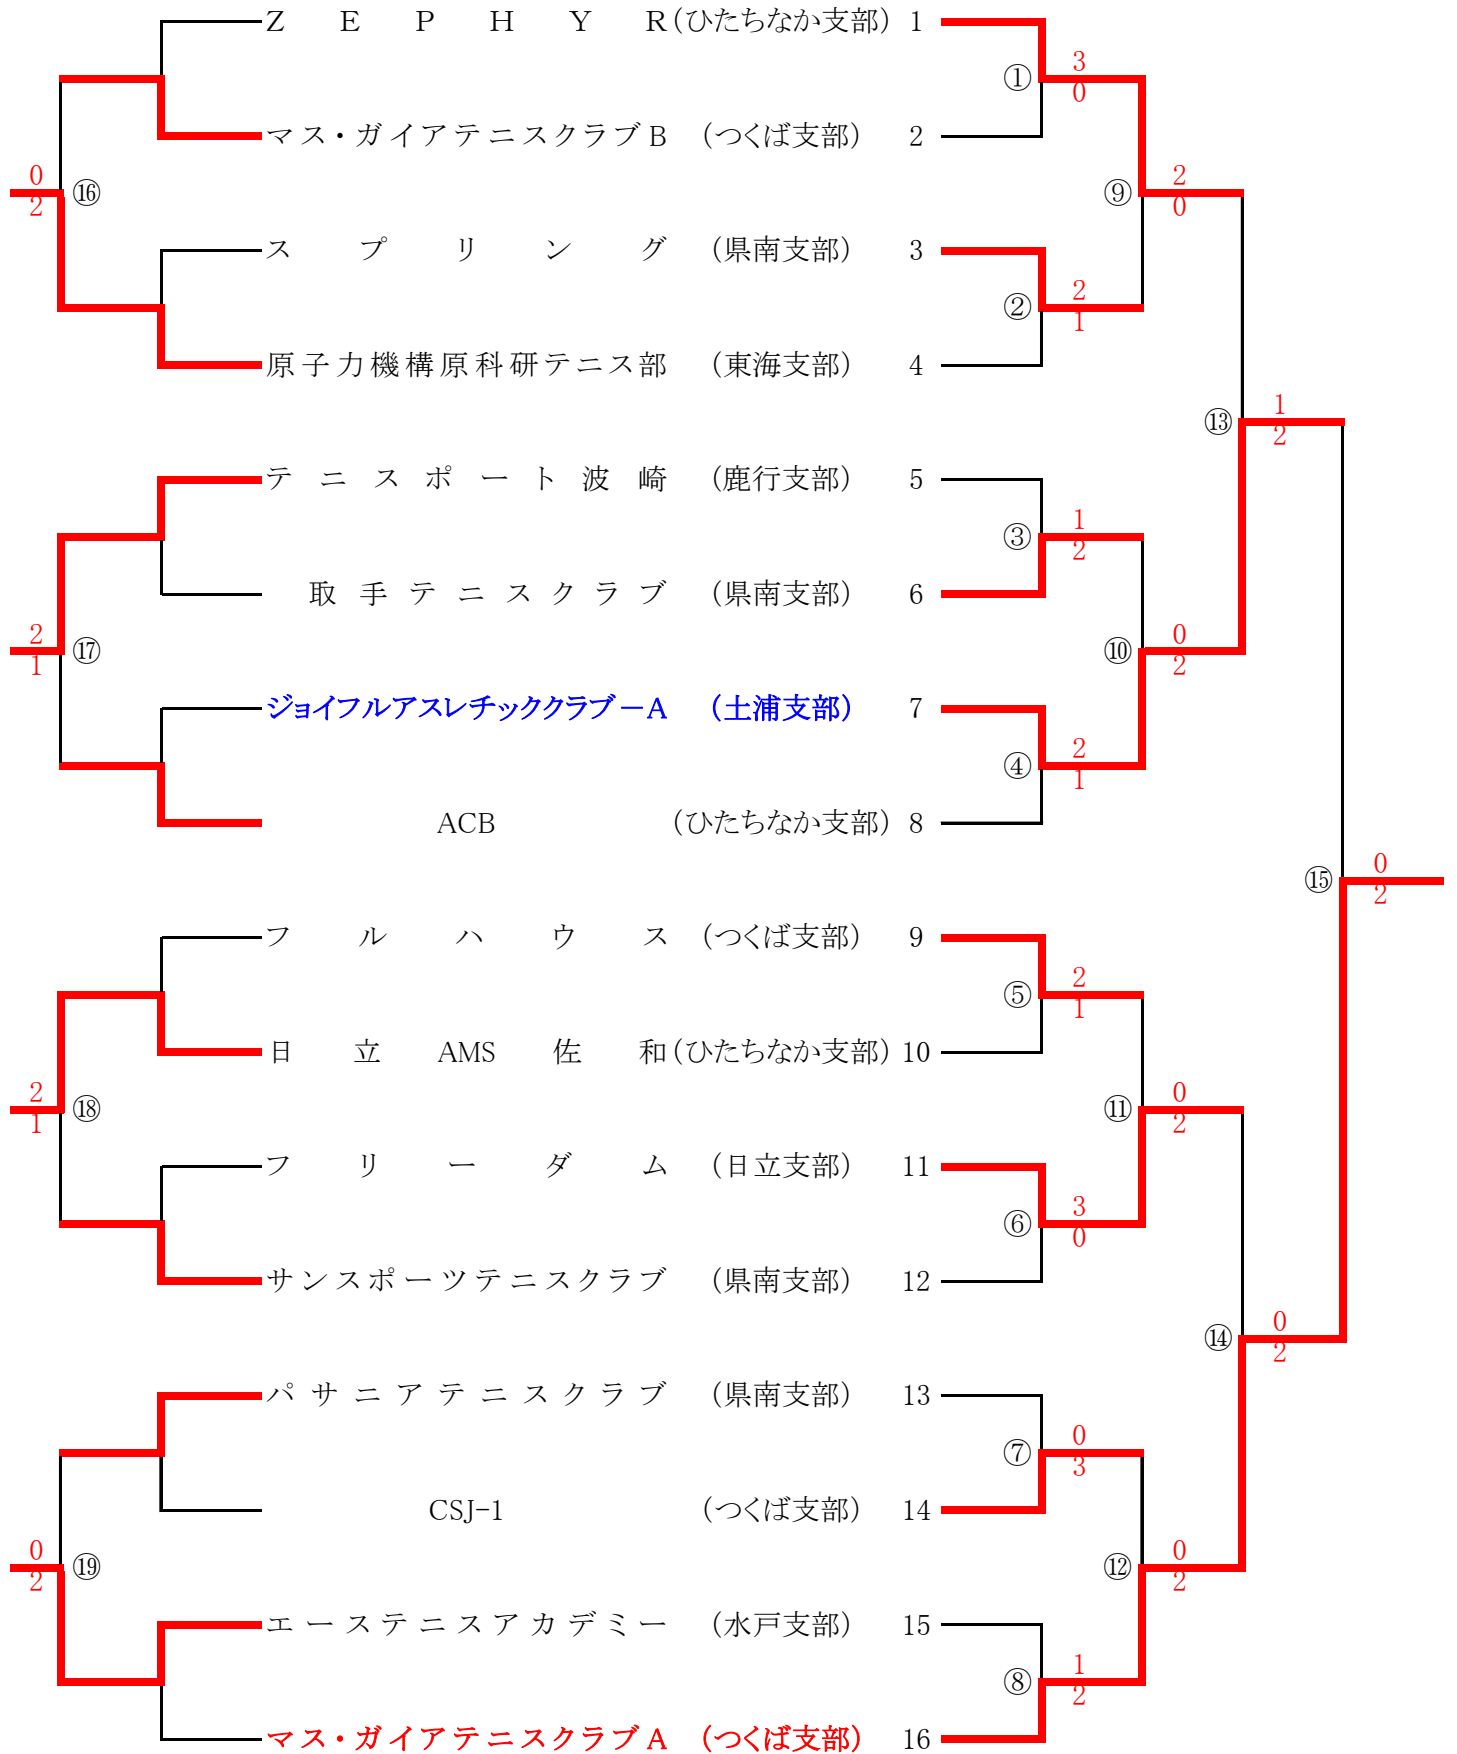 ZEPHYR(ひたちなか支部) 1
3
① 0
マス・ガイアテニスクラブB (つくば支部) 2
0 2
⑯ ⑨
2 0
スプリング (県南支部) 3
2
② 1
原子力機構原科研テニス部 (東海支部) 4
1
⑬ 2
テニスポート波崎 (鹿行支部) 5
1
③ 2
取手テニスクラブ (県南支部) 6
2 0
⑰ ⑩
1 2
ジョイフルアスレチッククラブ-A (土浦支部) 7
2
④ 1
ACB (ひたちなか支部) 8
0
⑮ 2
フルハウス (つくば支部) 9
2
⑤ 1
日立AMS佐和(ひたちなか支部) 10
2 0
⑱ ⑪
1 2
フリーダム (日立支部) 11
3
⑥ 0
サンスポーツテニスクラブ (県南支部) 12
0
⑭ 2
パサニアテニスクラブ (県南支部) 13
0
⑦ 3
CSJ-1 (つくば支部) 14
0 0
⑲ ⑫
2 2
エーステニスアカデミー (水戸支部) 15
1
⑧ 2
マス・ガイアテニスクラブA (つくば支部) 16